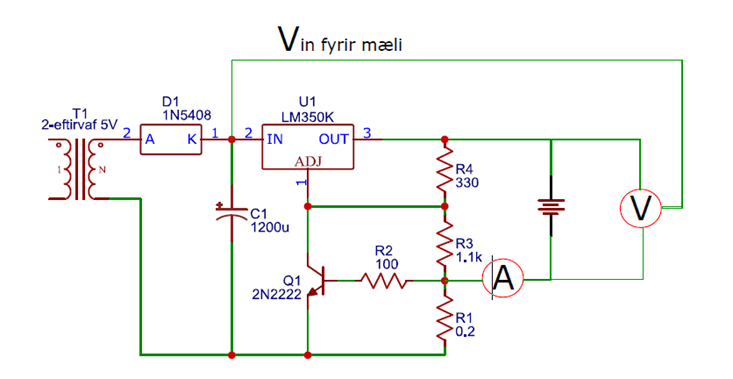 Vin fyrir mæli
T1
2-eftirvaf 5V
D1
1N5408
2 A K 1
U1
LM350K
2 IN OUT 3
ADJ
1
1
N
R4
330
C1
1200u
+
R3
1.1k
R2
100
Q1
2N2222
R1
0.2
A
V